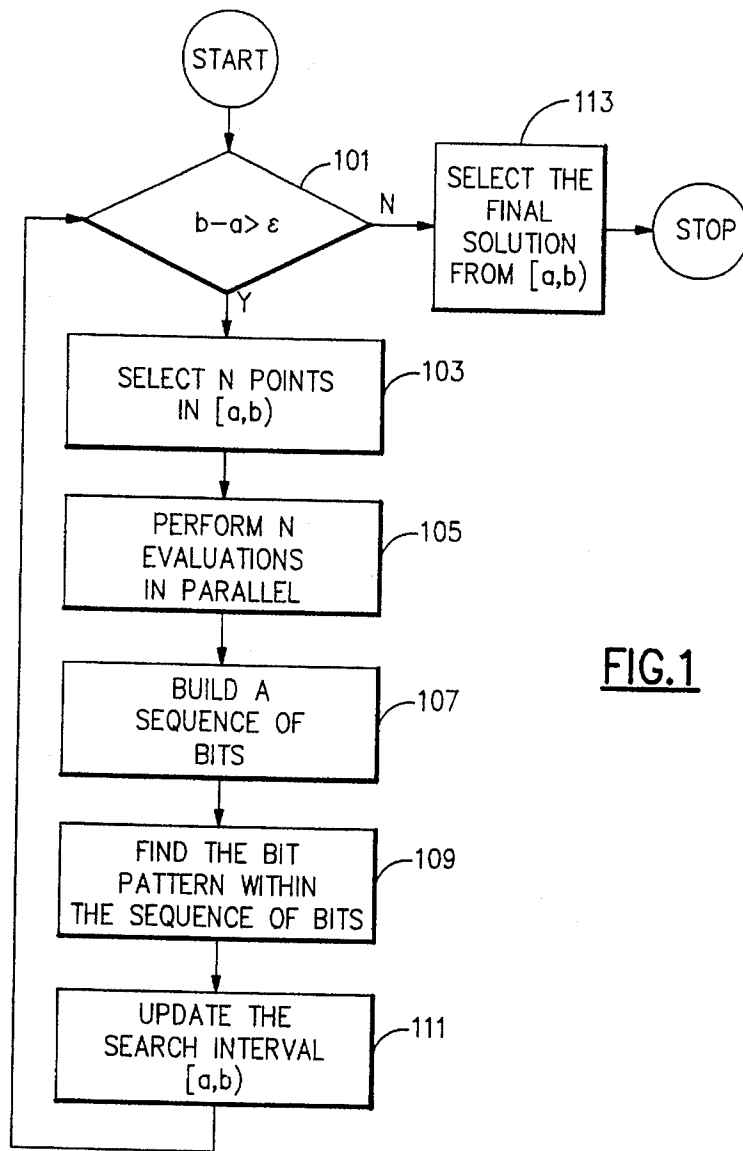 START
101
b-a> ε
N
Y
113
SELECT THE
FINAL
SOLUTION
FROM [a,b)
STOP
SELECT N POINTS
IN [a,b)
103
PERFORM N
EVALUATIONS
IN PARALLEL
105
BUILD A
SEQUENCE OF
BITS
107
FIND THE BIT
PATTERN WITHIN
THE SEQUENCE OF BITS
109
UPDATE THE
SEARCH INTERVAL
[a,b)
111
FIG.1